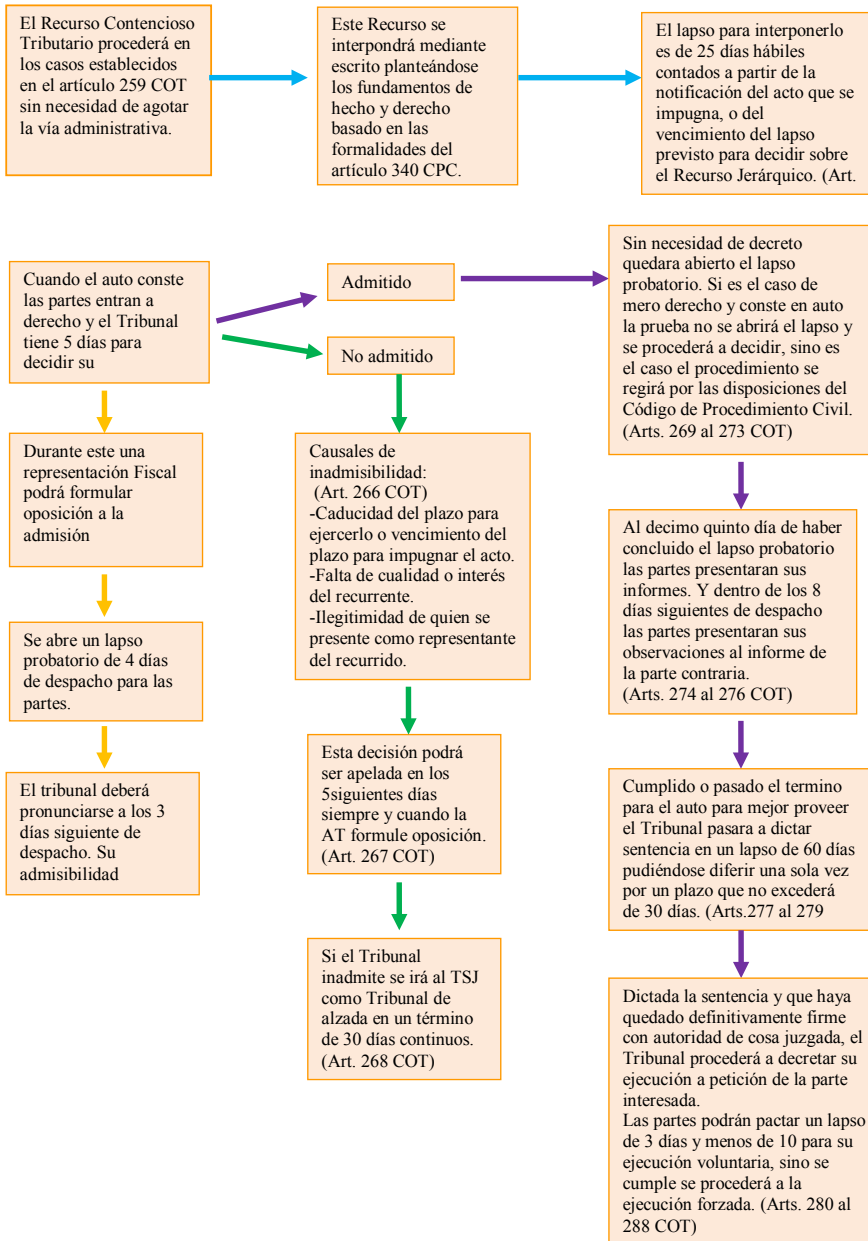 El Recurso Contencioso
Tributario procederá en
los casos establecidos
en el artículo 259 COT
sin necesidad de agotar
la vía administrativa.
Este Recurso se
interpondrá mediante
escrito planteándose
los fundamentos de
hecho y derecho
basado en las
formalidades del
artículo 340 CPC.
El lapso para interponerlo
es de 25 días hábiles
contados a partir de la
notificación del acto que se
impugna, o del
vencimiento del lapso
previsto para decidir sobre
el Recurso Jerárquico. (Art.
Cuando el auto conste
las partes entran a
derecho y el Tribunal
tiene 5 días para
decidir su
Admitido
No admitido
Sin necesidad de decreto
quedara abierto el lapso
probatorio. Si es el caso de
mero derecho y conste en auto
la prueba no se abrirá el lapso y
se procederá a decidir, sino es
el caso el procedimiento se
regirá por las disposiciones del
Código de Procedimiento Civil.
(Arts. 269 al 273 COT)
Durante este una
representación Fiscal
podrá formular
oposición a la
admisión
Se abre un lapso
probatorio de 4 días
de despacho para las
partes.
El tribunal deberá
pronunciarse a los 3
días siguiente de
despacho. Su
admisibilidad
Causales de
inadmisibilidad:
(Art. 266 COT)
-Caducidad del plazo para
ejercerlo o vencimiento del
plazo para impugnar el acto.
-Falta de cualidad o interés
del recurrente.
-Ilegitimidad de quien se
presente como representante
del recurrido.
Esta decisión podrá
ser apelada en los
5siguientes días
siempre y cuando la
AT formule oposición.
(Art. 267 COT)
Si el Tribunal
inadmite se irá al TSJ
como Tribunal de
alzada en un término
de 30 días continuos.
(Art. 268 COT)
Al decimo quinto día de haber
concluido el lapso probatorio
las partes presentaran sus
informes. Y dentro de los 8
días siguientes de despacho
las partes presentaran sus
observaciones al informe de
la parte contraria.
(Arts. 274 al 276 COT)
Cumplido o pasado el termino
para el auto para mejor proveer
el Tribunal pasara a dictar
sentencia en un lapso de 60 días
pudiéndose diferir una sola vez
por un plazo que no excederá
de 30 días. (Arts.277 al 279
Dictada la sentencia y que haya
quedado definitivamente firme
con autoridad de cosa juzgada, el
Tribunal procederá a decretar su
ejecución a petición de la parte
interesada.
Las partes podrán pactar un lapso
de 3 días y menos de 10 para su
ejecución voluntaria, sino se
cumple se procederá a la
ejecución forzada. (Arts. 280 al
288 COT)